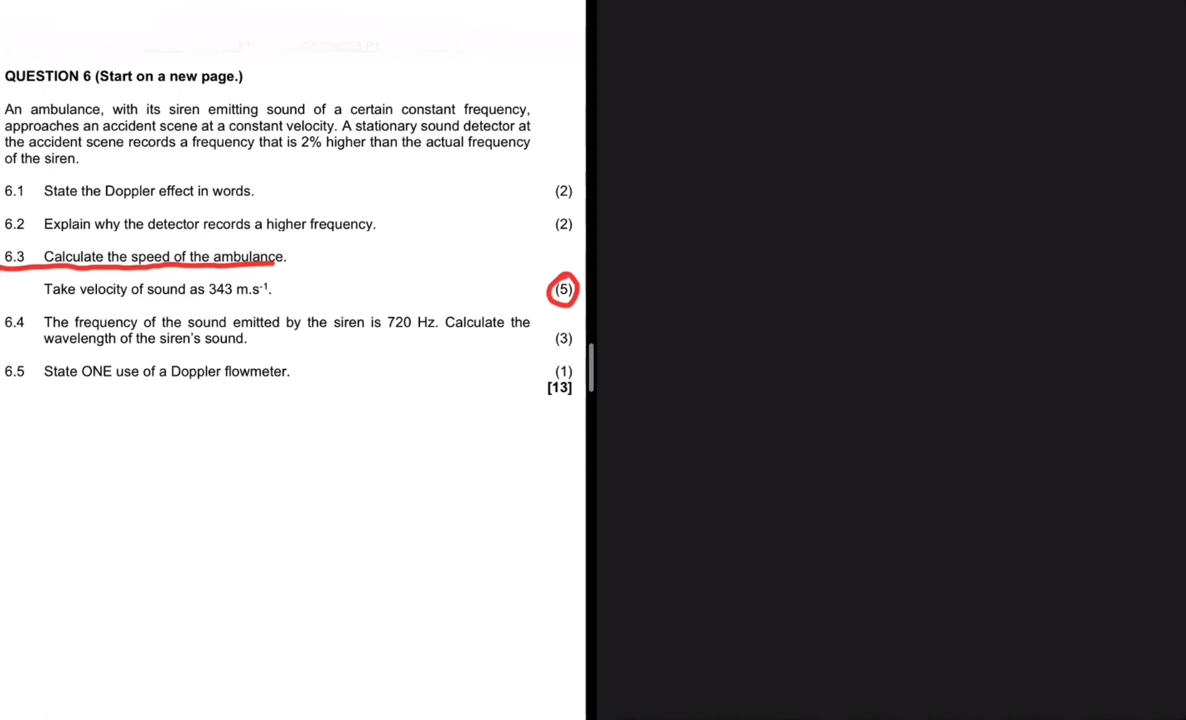 QUESTION 6 (Start on a new page.)
An ambulance, with its siren emitting sound of a certain constant frequency,
approaches an accident scene at a constant velocity. A stationary sound detector at
the accident scene records a frequency that is 2% higher than the actual frequency
of the siren.
6.1 State the Doppler effect in words. (2)
6.2 Explain why the detector records a higher frequency. (2)
6.3 Calculate the speed of the ambulance.
Take velocity of sound as 343 m.s⁻¹. (5)
6.4 The frequency of the sound emitted by the siren is 720 Hz. Calculate the
wavelength of the siren's sound. (3)
6.5 State ONE use of a Doppler flowmeter. (1)
[13]